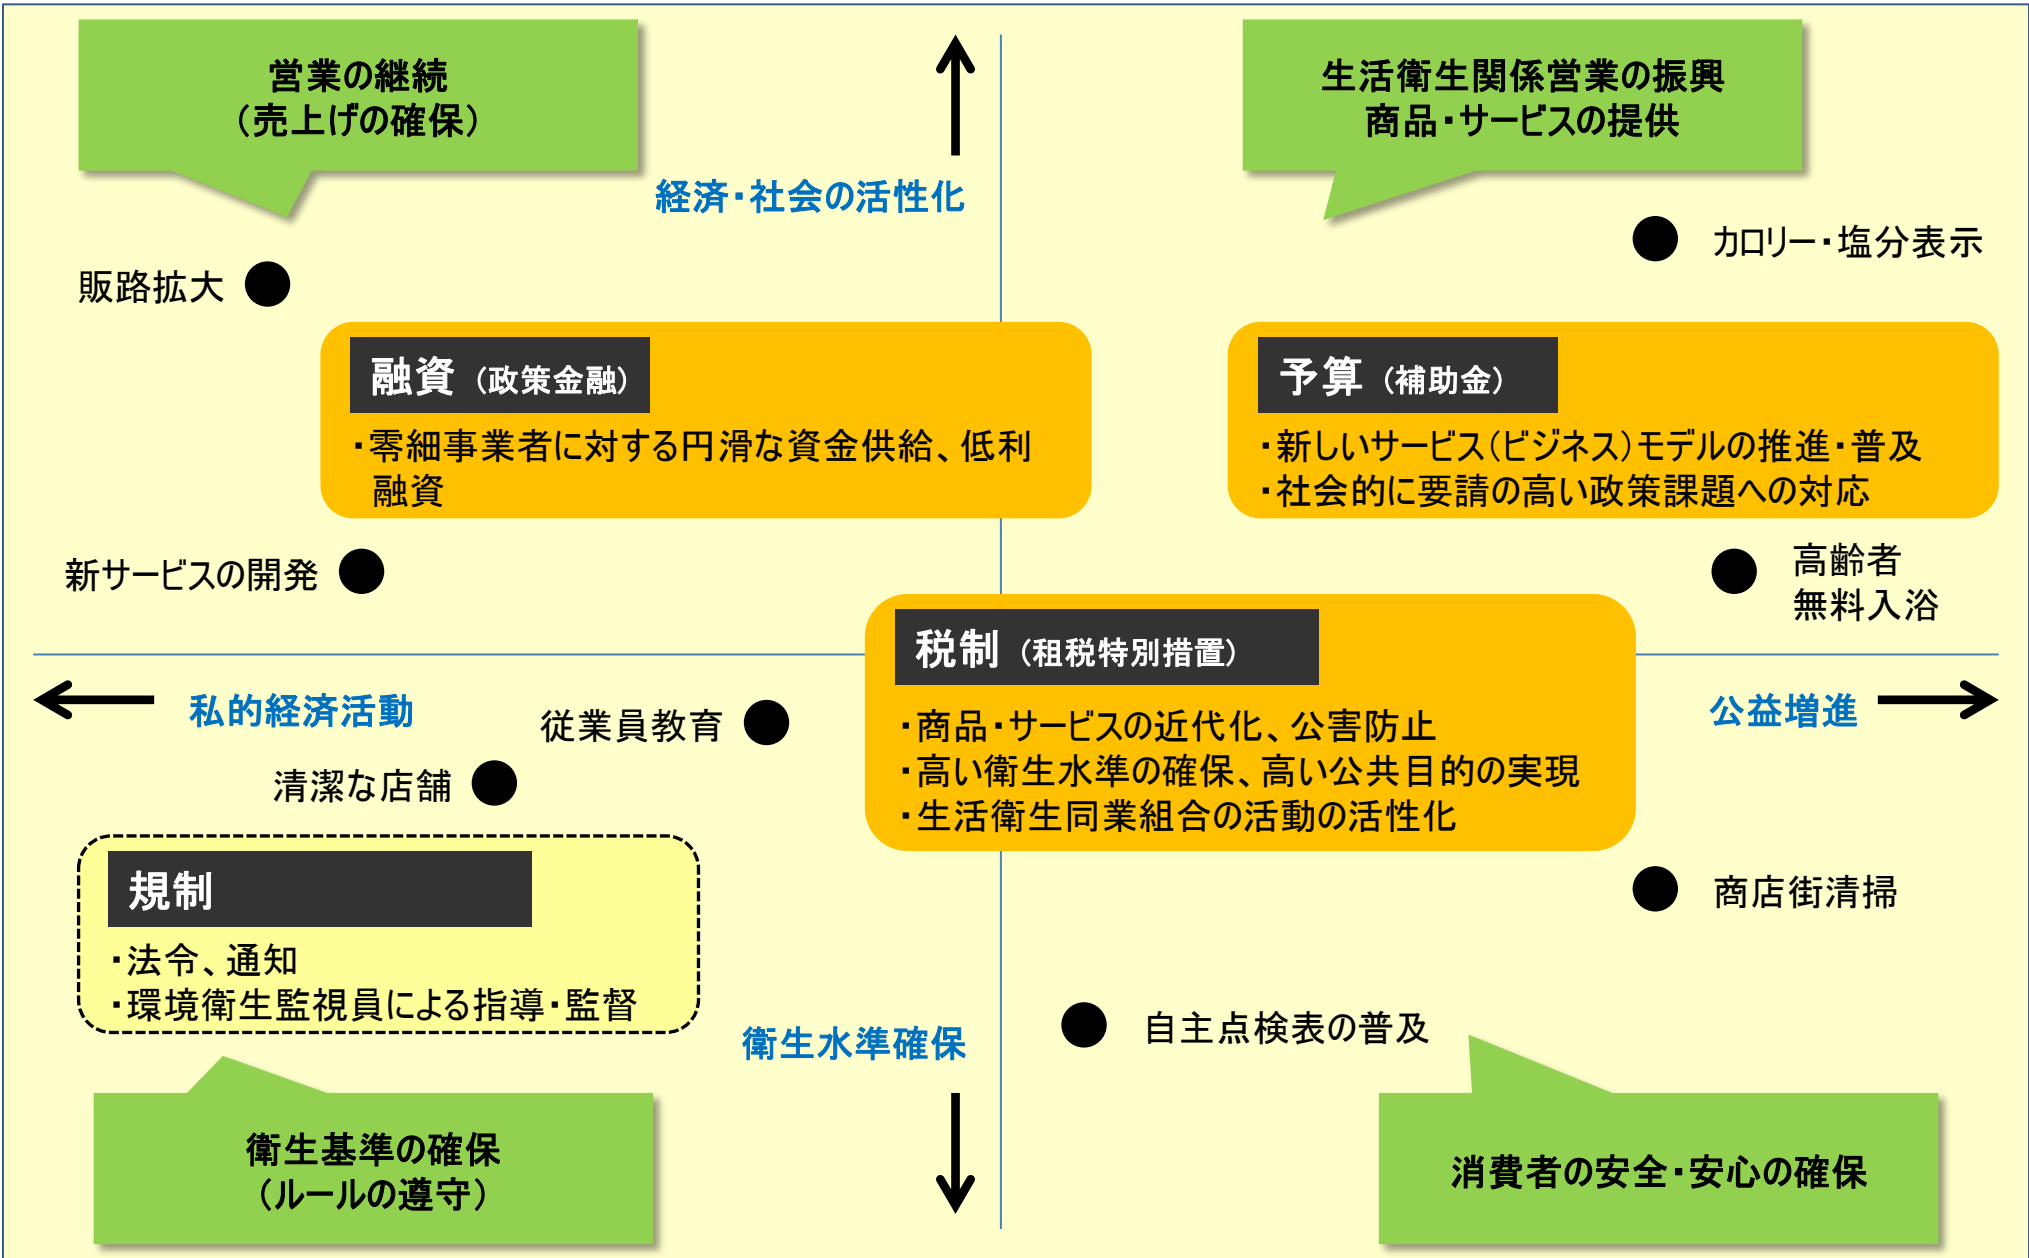 営業の継続
（売上げの確保）
生活衛生関係営業の振興
商品・サービスの提供
経済・社会の活性化
カロリー・塩分表示
販路拡大
融資（政策金融）
・零細事業者に対する円滑な資金供給、低利
融資
予算（補助金）
・新しいサービス（ビジネス）モデルの推進・普及
・社会的に要請の高い政策課題への対応
新サービスの開発
高齢者
無料入浴
税制（租税特別措置）
・商品・サービスの近代化、公害防止
・高い衛生水準の確保、高い公共目的の実現
・生活衛生同業組合の活動の活性化
私的経済活動
公益増進
従業員教育
清潔な店舗
規制
・法令、通知
・環境衛生監視員による指導・監督
商店街清掃
衛生水準確保
自主点検表の普及
衛生基準の確保
（ルールの遵守）
消費者の安全・安心の確保